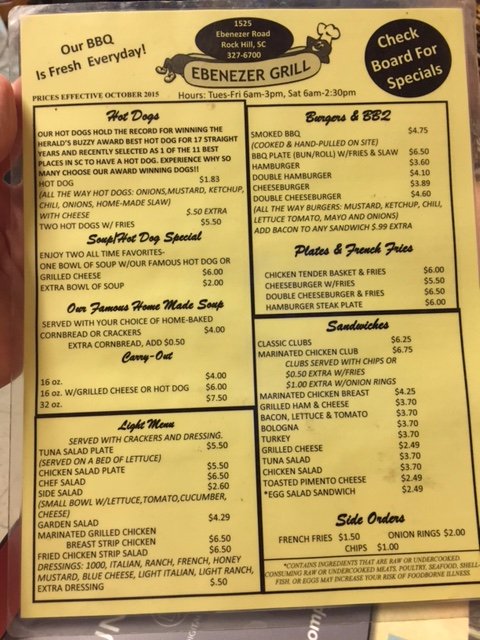 Our BBQ
Is Fresh Everyday!
1525
Ebenezer Road
Rock Hill, SC
327-6700
EBENEZER GRILL
Check
Board For
Specials
PRICES EFFECTIVE OCTOBER 2015
Hours: Tues-Fri 6am-3pm, Sat 6am-2:30pm
Hot Dogs
OUR HOT DOGS HOLD THE RECORD FOR WINNING THE
HERALD'S BUZZY AWARD BEST HOT DOG FOR 17 STRAIGHT
YEARS AND RECENTLY SELECTED AS 1 OF THE 11 BEST
PLACES IN SC TO HAVE A HOT DOG. EXPERIENCE WHY SO
MANY CHOOSE OUR AWARD WINNING DOGS!!
HOT DOG $1.83
(ALL THE WAY HOT DOGS: ONIONS,MUSTARD, KETCHUP,
CHILI, ONIONS, HOME-MADE SLAW)
WITH CHEESE $.50 EXTRA
TWO HOT DOGS W/ FRIES $5.50
Soup/Hot Dog Special
ENJOY TWO ALL TIME FAVORITES-
ONE BOWL OF SOUP W/OUR FAMOUS HOT DOG OR
GRILLED CHEESE $6.00
EXTRA BOWL OF SOUP $2.00
Our Famous Home Made Soup
SERVED WITH YOUR CHOICE OF HOME-BAKED
CORNBREAD OR CRACKERS $4.00
EXTRA CORNBREAD, ADD $0.50
Carry-Out
16 oz. $4.00
16 oz. W/GRILLED CHEESE OR HOT DOG $6.00
32 oz. $7.50
Light Menu
SERVED WITH CRACKERS AND DRESSING.
TUNA SALAD PLATE $5.50
(SERVED ON A BED OF LETTUCE)
CHICKEN SALAD PLATE $5.50
CHEF SALAD $6.50
SIDE SALAD $2.60
(SMALL BOWL W/LETTUCE,TOMATO,CUCUMBER,
CHEESE)
GARDEN SALAD $4.29
MARINATED GRILLED CHICKEN
BREAST STRIP CHICKEN $6.50
FRIED CHICKEN STRIP SALAD $6.50
DRESSINGS: 1000, ITALIAN, RANCH, FRENCH, HONEY
MUSTARD, BLUE CHEESE, LIGHT ITALIAN, LIGHT RANCH,
EXTRA DRESSING $.50
Burgers & BBQ
SMOKED BBQ $4.75
(COOKED & HAND-PULLED ON SITE)
BBQ PLATE (BUN/ROLL) W/FRIES & SLAW $6.50
HAMBURGER $3.60
DOUBLE HAMBURGER $4.10
CHEESEBURGER $3.89
DOUBLE CHEESEBURGER $4.60
(ALL THE WAY BURGERS: MUSTARD, KETCHUP, CHILI,
LETTUCE TOMATO, MAYO AND ONIONS)
ADD BACON TO ANY SANDWICH $.99 EXTRA
Plates & French Fries
CHICKEN TENDER BASKET & FRIES $6.00
CHEESEBURGER W/FRIES $5.50
DOUBLE CHEESEBURGER & FRIES $6.50
HAMBURGER STEAK PLATE $6.00
Sandwiches
CLASSIC CLUBS $6.25
MARINATED CHICKEN CLUB $6.75
CLUBS SERVED WITH CHIPS OR
$0.50 EXTRA W/FRIES
$1.00 EXTRA W/ONION RINGS
MARINATED CHICKEN BREAST $4.25
GRILLED HAM & CHEESE $3.70
BACON, LETTUCE & TOMATO $3.70
BOLOGNA $3.70
TURKEY $3.70
GRILLED CHEESE $2.49
TUNA SALAD $3.70
CHICKEN SALAD $3.70
TOASTED PIMENTO CHEESE $2.49
*EGG SALAD SANDWICH $2.49
Side Orders
FRENCH FRIES $1.50 ONION RINGS $2.00
CHIPS $1.00
*CONTAINS INGREDIENTS THAT ARE RAW OR UNDERCOOKED.
CONSUMING RAW OR UNDERCOOKED MEATS, POULTRY, SEAFOOD, SHELL-
FISH, OR EGGS MAY INCREASE YOUR RISK OF FOODBORNE ILLNESS.